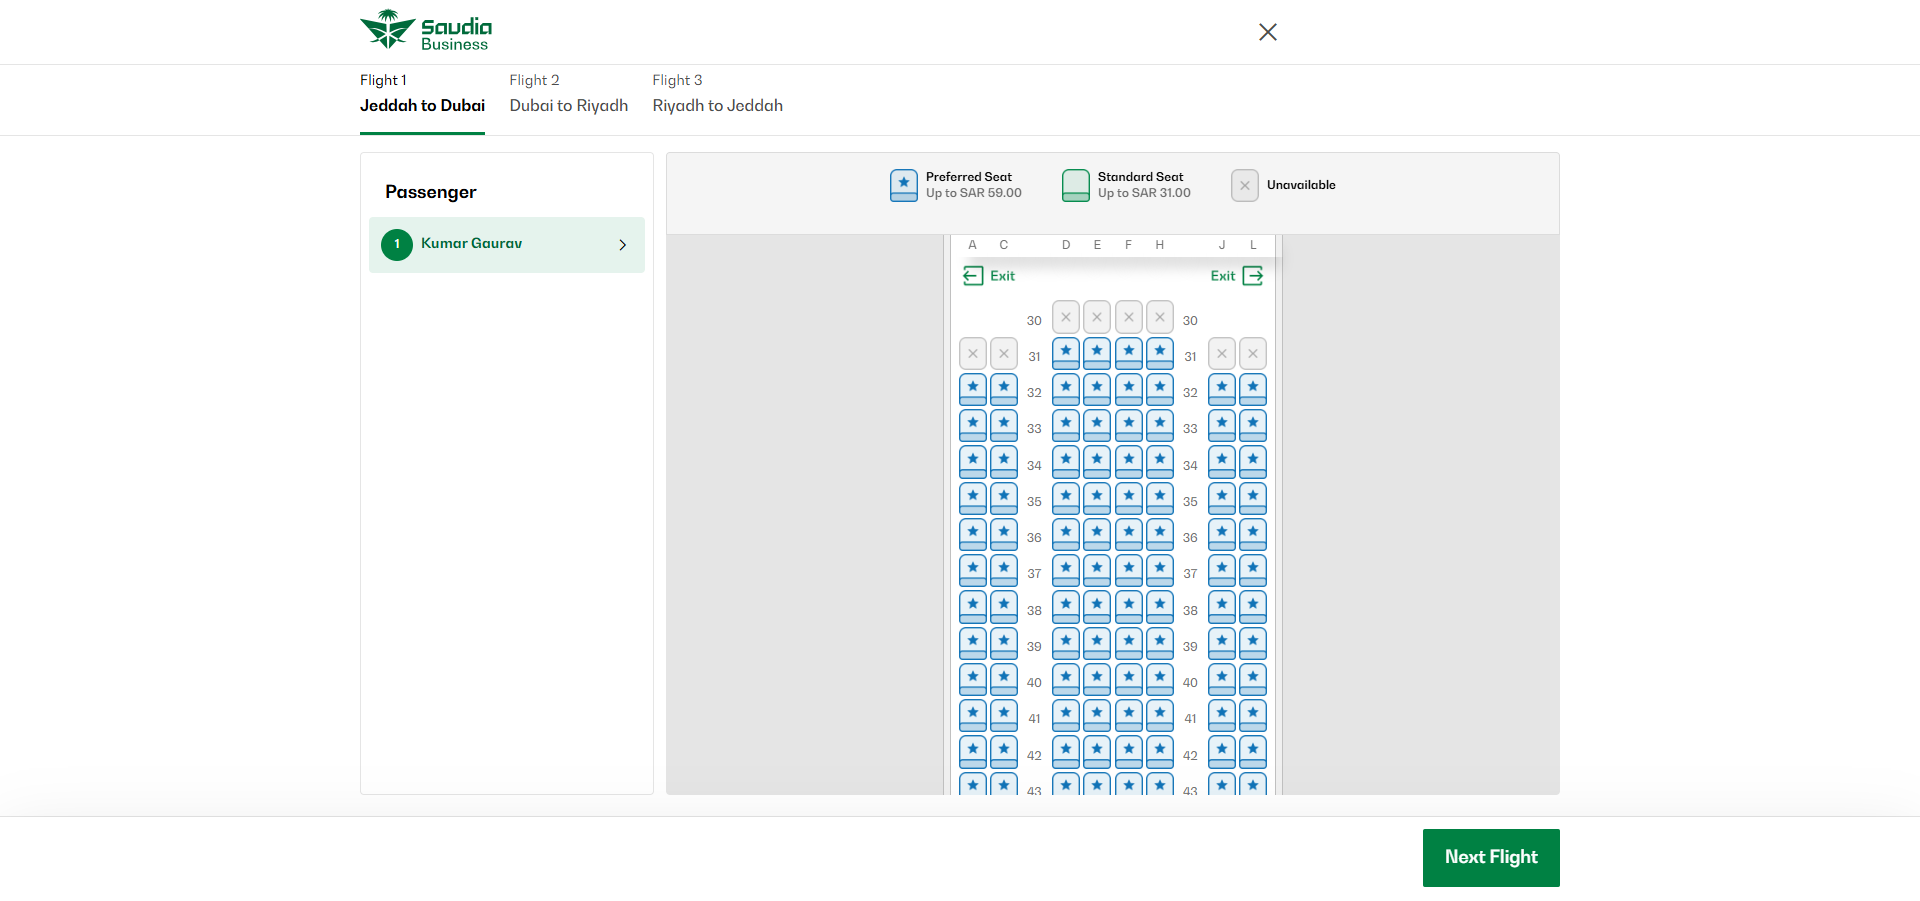 Saudia
Business
Flight 1
Jeddah to Dubai
Flight 2
Dubai to Riyadh
Flight 3
Riyadh to Jeddah
Passenger
1 Kumar Gaurav
Preferred Seat
Up to SAR 59.00
Standard Seat
Up to SAR 31.00
Unavailable
A C D E F H J L
Exit Exit
30 30
31 31
32 32
33 33
34 34
35 35
36 36
37 37
38 38
39 39
40 40
41 41
42 42
43 43
Next Flight